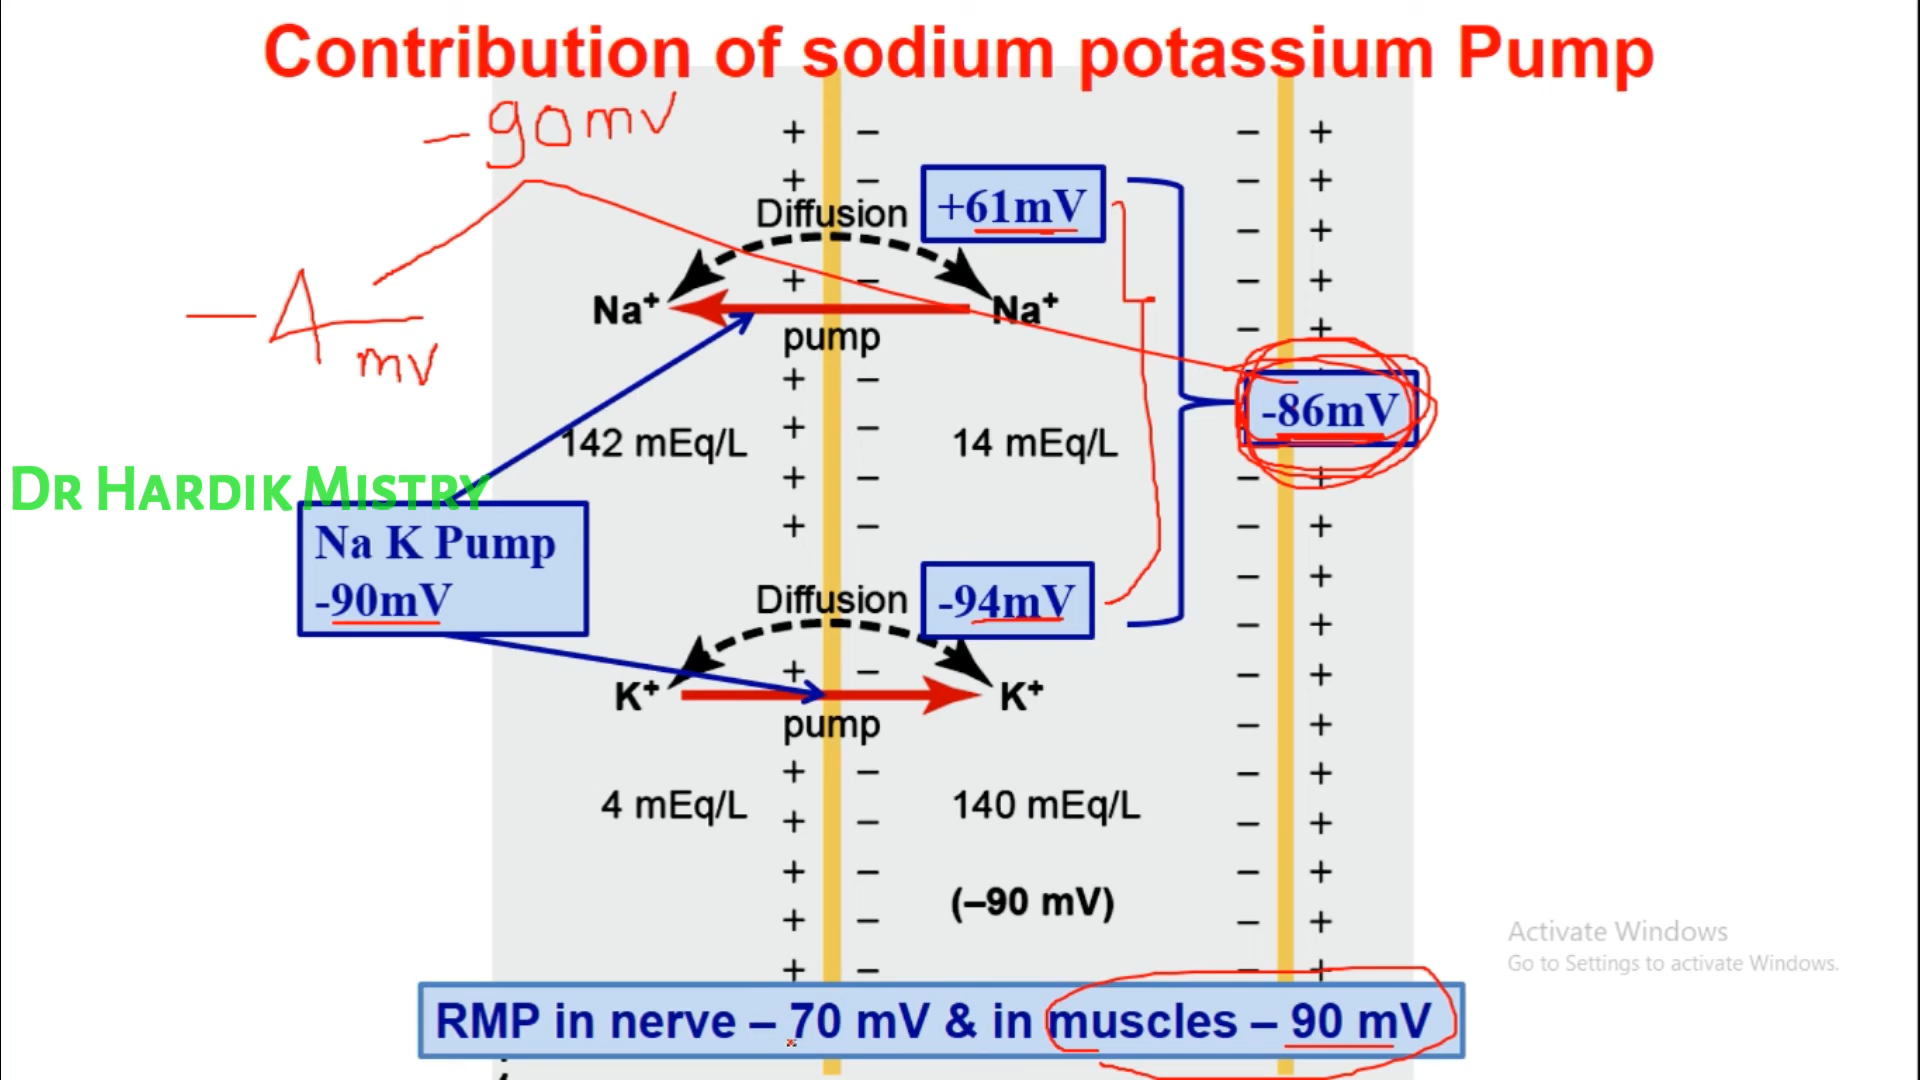 Contribution of sodium potassium Pump
-90mV
Diffusion
+61mV
Na⁺
Na⁺
pump
-4
mV
-86mV
142 mEq/L
14 mEq/L
DR HARDIK MISTRY
Na K Pump
-90mV
Diffusion
-94mV
K⁺
K⁺
pump
4 mEq/L
140 mEq/L
(–90 mV)
Activate Windows
Go to Settings to activate Windows.
RMP in nerve – 70 mV & in muscles – 90 mV